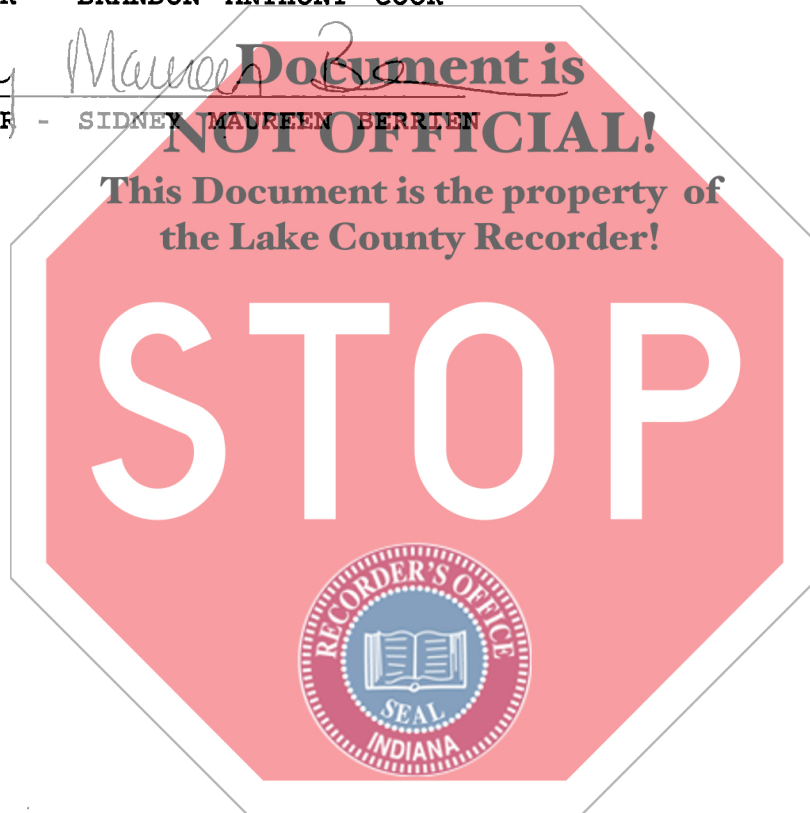 R - BRANDON ANTHONY COOK
Maureen
Document is
R - SIDNEY MAUREEN BERRIEN
NOT OFFICIAL!
This Document is the property of
the Lake County Recorder!
STOP
RECORDER'S OFFICE
SEAL
INDIANA